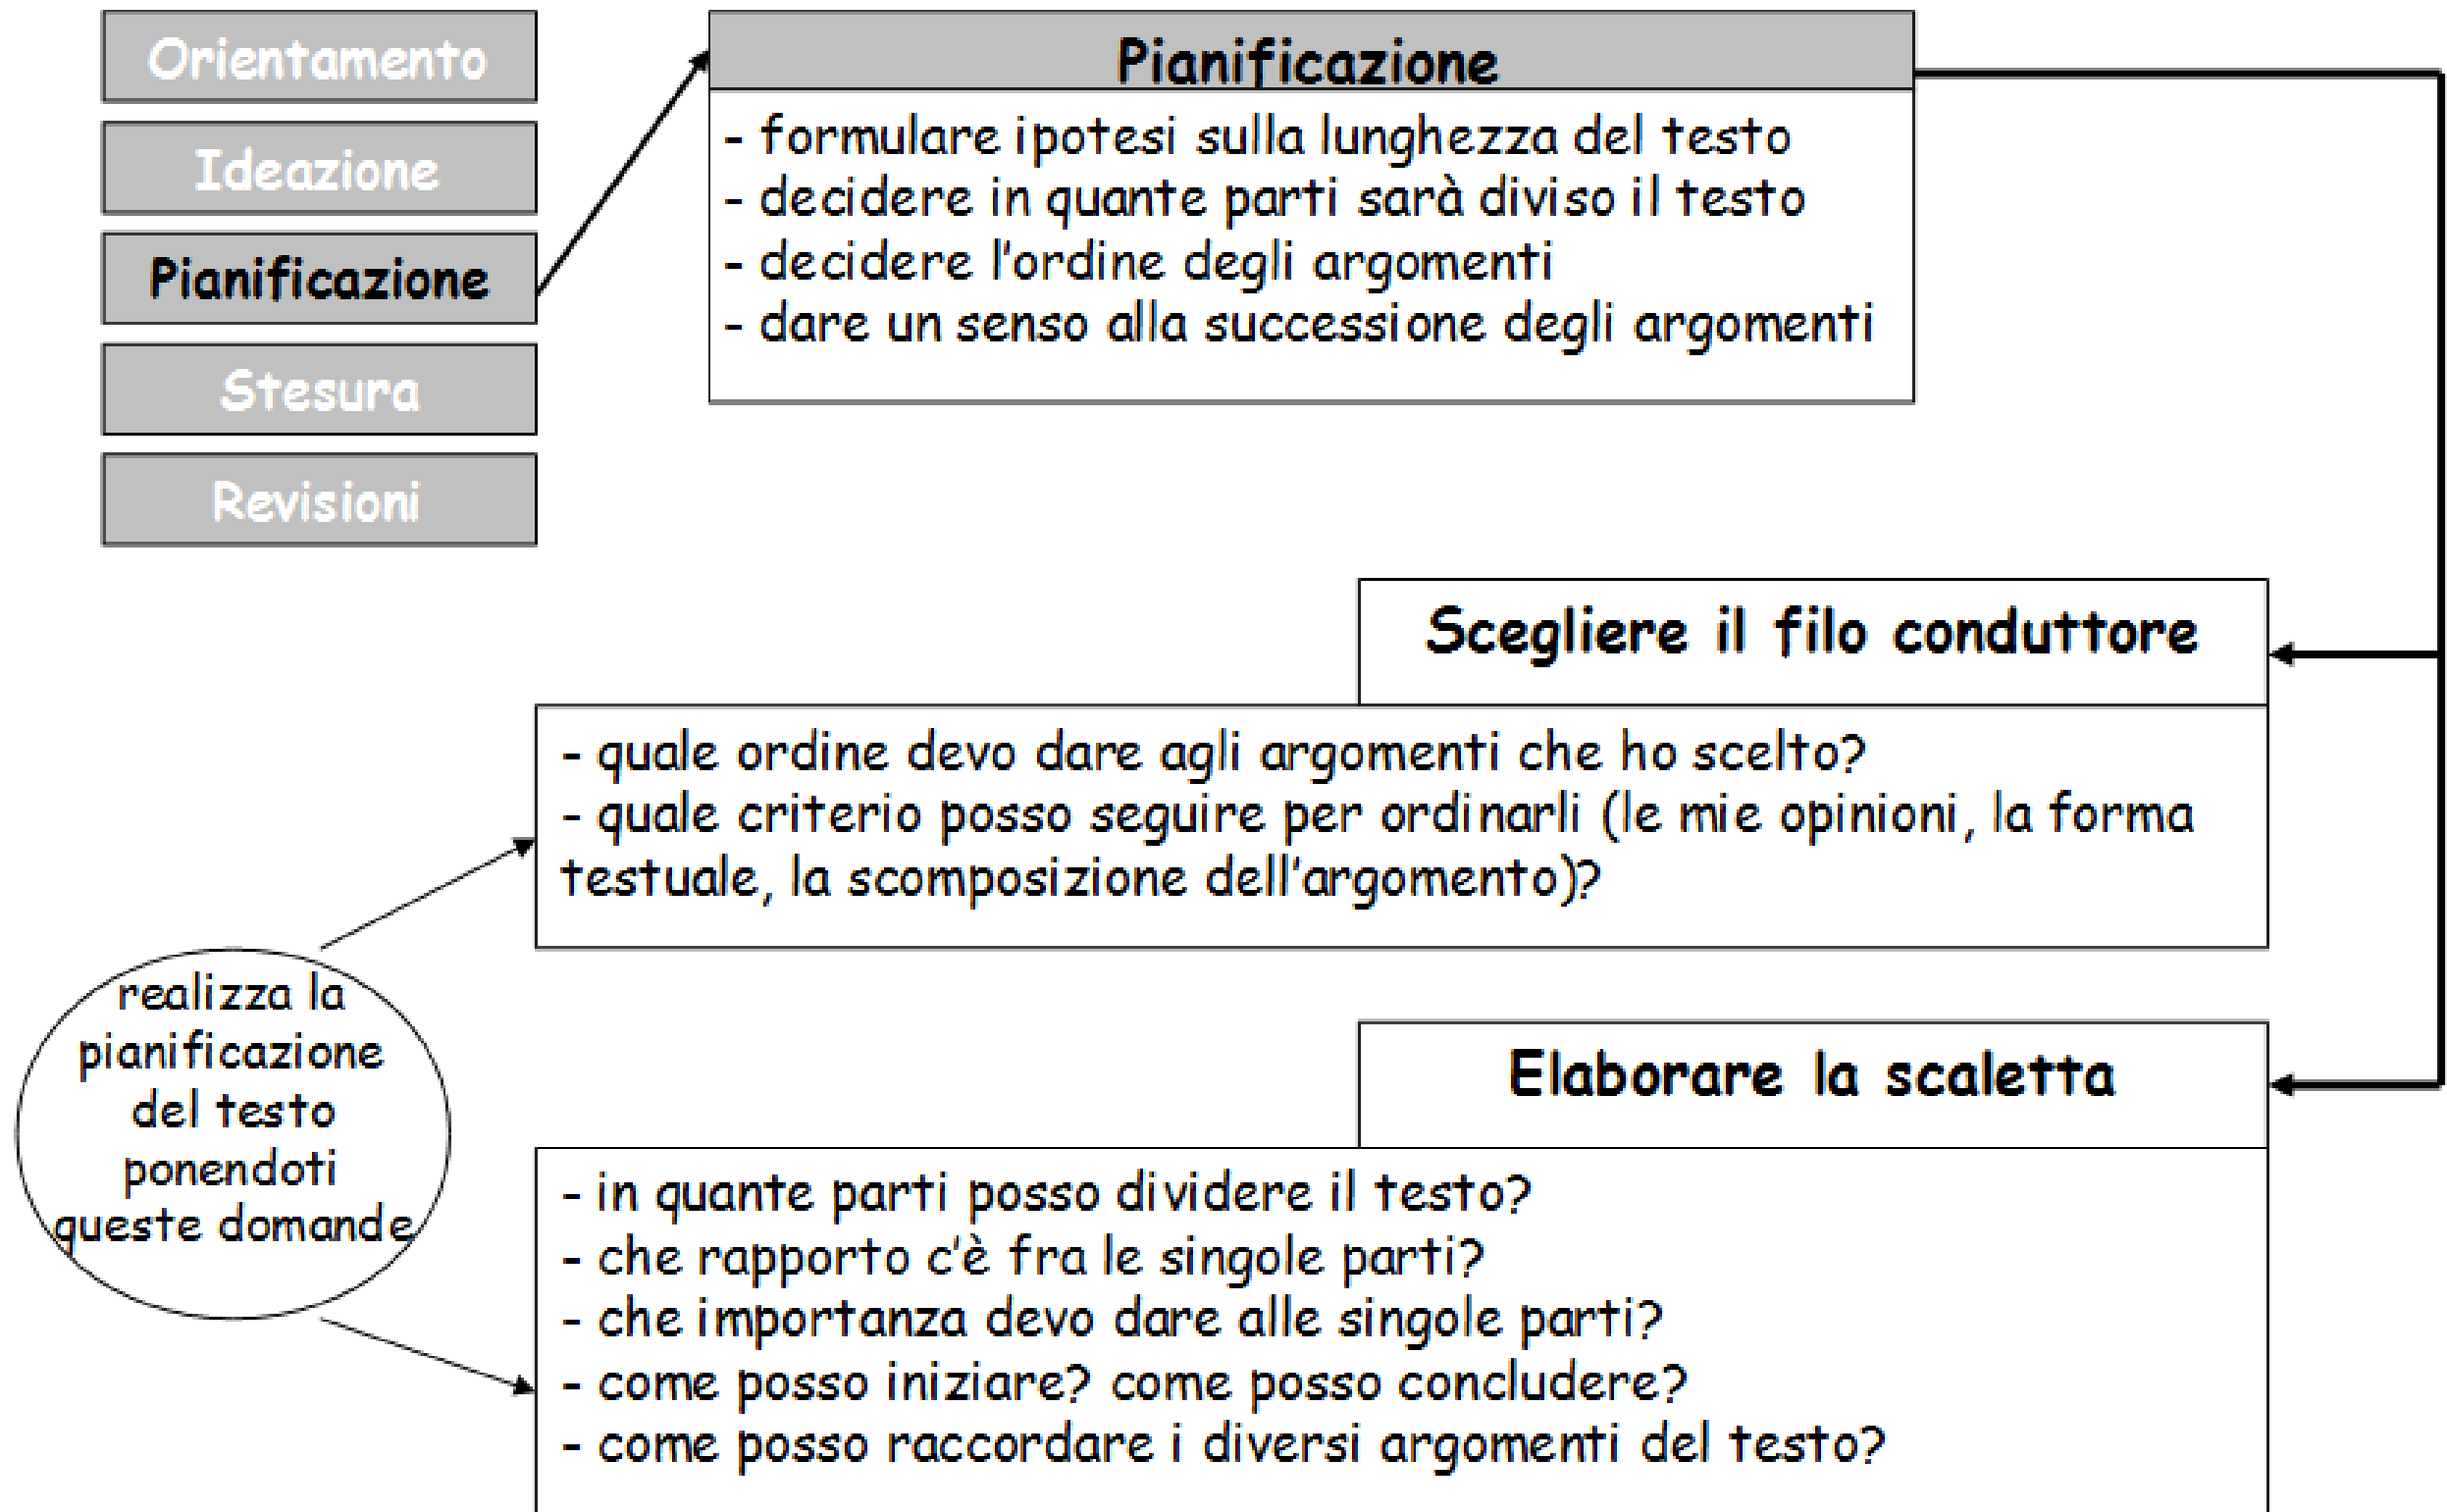 Orientamento
Ideazione
Pianificazione
Stesura
Revisioni
Pianificazione
- formulare ipotesi sulla lunghezza del testo
- decidere in quante parti sarà diviso il testo
- decidere l'ordine degli argomenti
- dare un senso alla successione degli argomenti
Scegliere il filo conduttore
- quale ordine devo dare agli argomenti che ho scelto?
- quale criterio posso seguire per ordinarli (le mie opinioni, la forma
testuale, la scomposizione dell'argomento)?
realizza la
pianificazione
del testo
ponendoti
queste domande
Elaborare la scaletta
- in quante parti posso dividere il testo?
- che rapporto c'è fra le singole parti?
- che importanza devo dare alle singole parti?
- come posso iniziare? come posso concludere?
- come posso raccordare i diversi argomenti del testo?